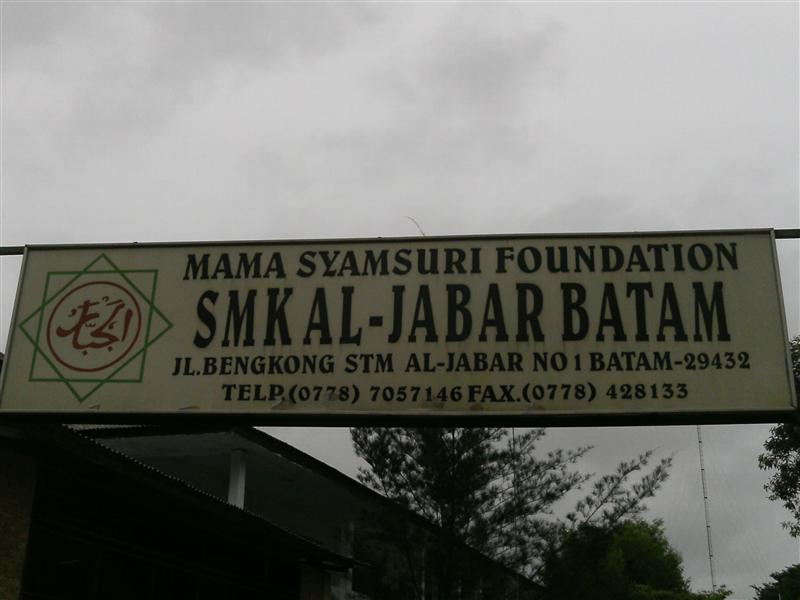 MAMA SYAMSURI FOUNDATION
SMK AL-JABAR BATAM
JL.BENGKONG STM AL-JABAR NO 1 BATAM-29432
TELP.(0778) 7057146 FAX.(0778) 428133
الجبار